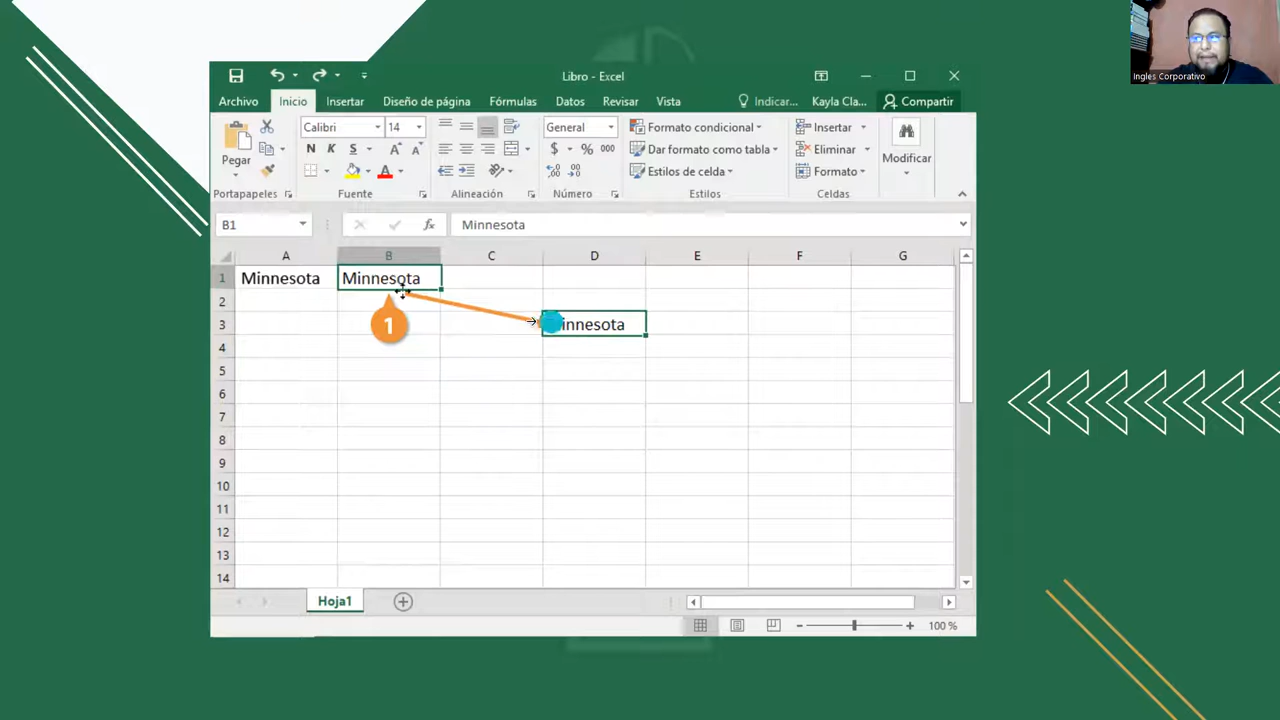 Ingles Corporativo
Libro - Excel
Archivo Inicio Insertar Diseño de página Fórmulas Datos Revisar Vista Indicar... Kayla Cla... Compartir
Pegar
Calibri 14
N K S
A A
A
General
$ % 000
Formato condicional
Dar formato como tabla
Estilos de celda
Insertar
Eliminar
Formato
Modificar
Portapapeles Fuente Alineación Número Estilos Celdas
B1 fx Minnesota
A B C D E F G
1 Minnesota Minnesota
2
1
3 innesota
4
5
6
7
8
9
10
11
12
13
14
Hoja1
100 %